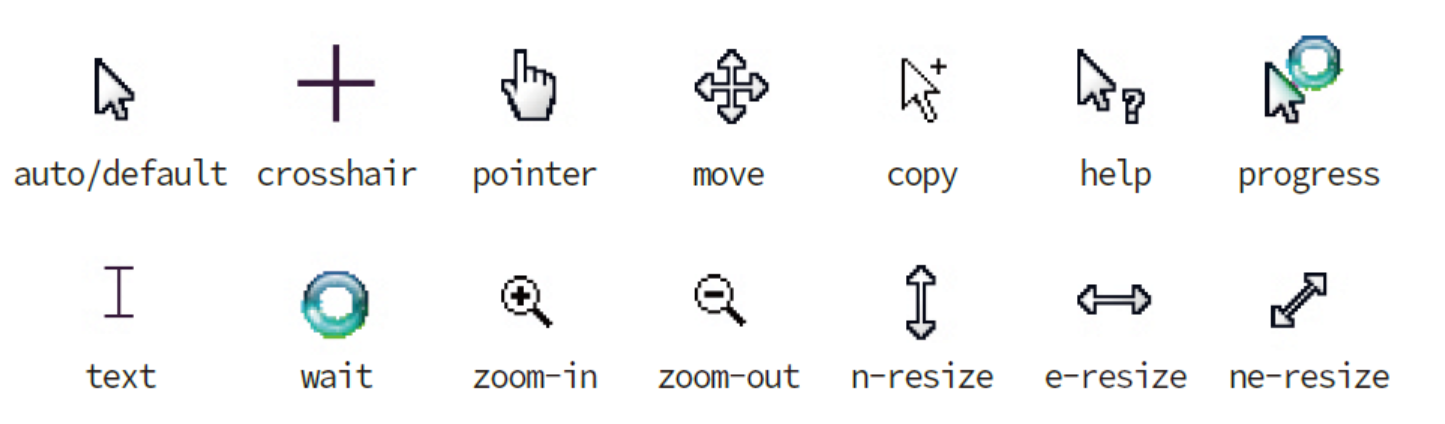 auto/default crosshair pointer move copy help progress
text wait zoom-in zoom-out n-resize e-resize ne-resize